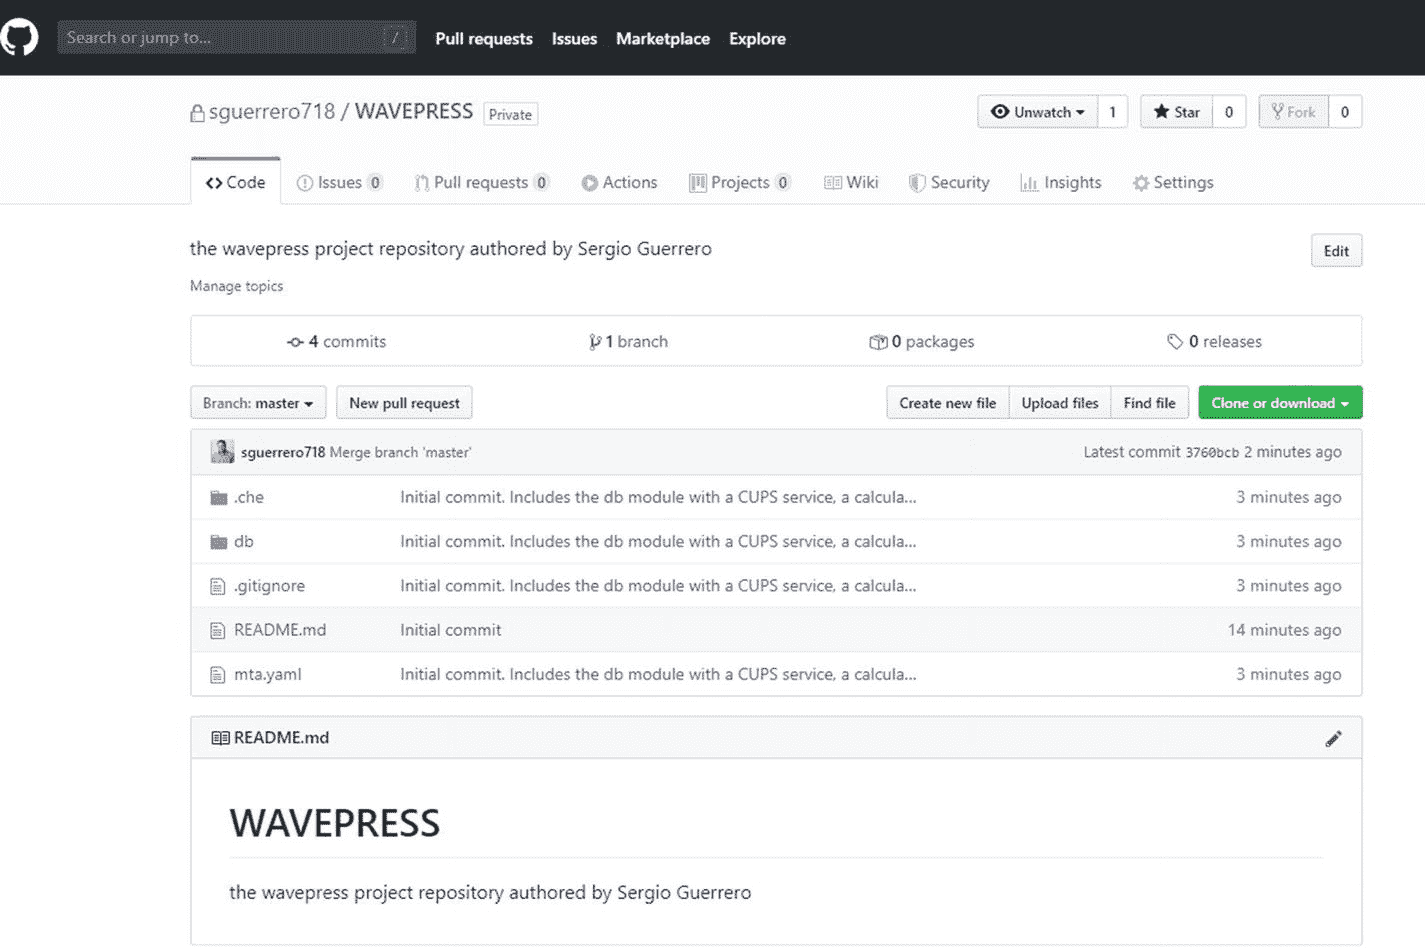 Search or jump to... /
Pull requests Issues Marketplace Explore
sguerrero718 / WAVEPRESS Private
Unwatch 1 Star 0 Fork 0
Code Issues 0 Pull requests 0 Actions Projects 0 Wiki Security Insights Settings
the wavepress project repository authored by Sergio Guerrero
Edit
Manage topics
4 commits 1 branch 0 packages 0 releases
Branch: master New pull request Create new file Upload files Find file Clone or download
sguerrero718 Merge branch 'master' Latest commit 3760bcb 2 minutes ago
.che Initial commit. Includes the db module with a CUPS service, a calcula... 3 minutes ago
db Initial commit. Includes the db module with a CUPS service, a calcula... 3 minutes ago
.gitignore Initial commit. Includes the db module with a CUPS service, a calcula... 3 minutes ago
README.md Initial commit 14 minutes ago
mta.yaml Initial commit. Includes the db module with a CUPS service, a calcula... 3 minutes ago
README.md
WAVEPRESS
the wavepress project repository authored by Sergio Guerrero